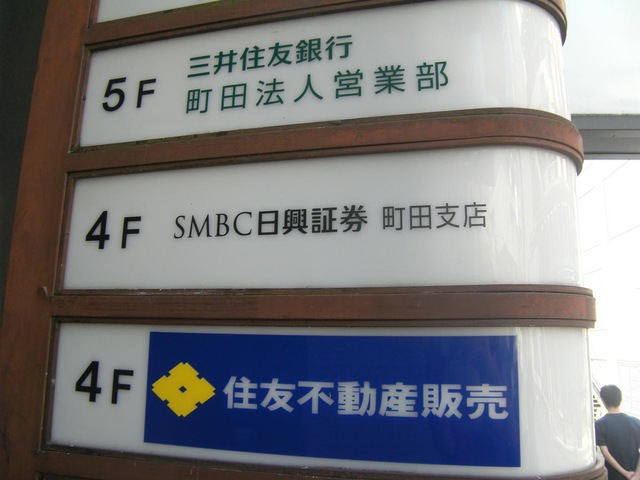 5F
三井住友銀行
町田法人営業部
4F
SMBC日興証券 町田支店
4F
住友不動産販売